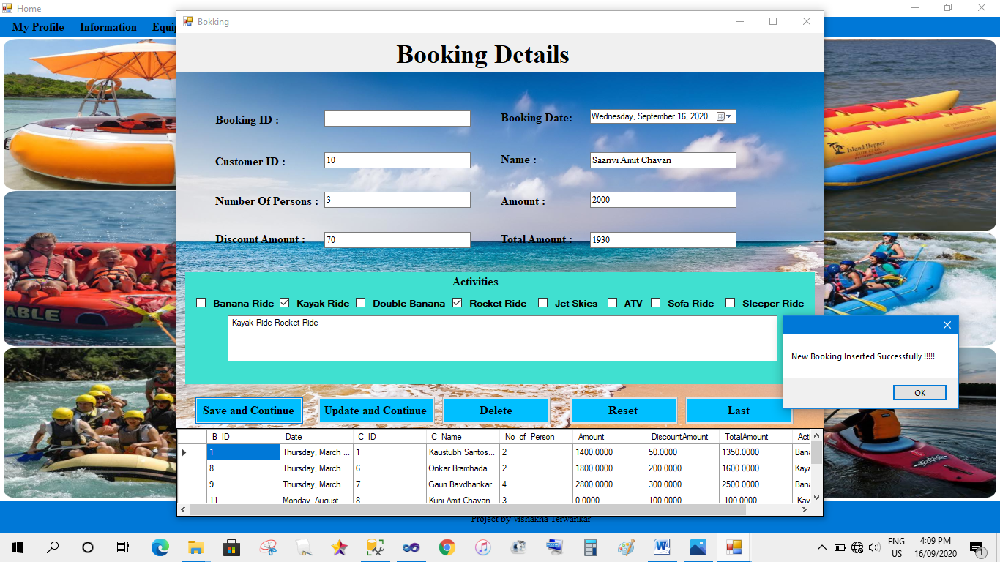 Home
Bokking
My Profile Information
Booking Details
Booking ID :
Booking Date: Wednesday, September 16, 2020
Customer ID : 10
Name : Saanvi Amit Chavan
Number Of Persons : 3
Amount : 2000
Discount Amount : 70
Total Amount : 1930
Island Hopper
ABLE
Activities
Banana Ride Kayak Ride Double Banana Rocket Ride Jet Skies ATV Sofa Ride Sleeper Ride
Kayak Ride Rocket Ride
New Booking Inserted Successfully !!!!!
OK
Save and Continue Update and Continue Delete Reset Last
B_ID Date C_ID C_Name No_of_Person Amount DiscountAmount TotalAmount Acti
1 Thursday, March ... 1 Kaustubh Santos... 2 1400.0000 50.0000 1350.0000 Bana
8 Thursday, March ... 6 Onkar Bramhada... 2 1800.0000 200.0000 1600.0000 Kaya
9 Thursday, March ... 7 Gauri Bavdhankar 4 2800.0000 300.0000 2500.0000 Bana
11 Monday, August ... 8 Kunj Amit Chavan 3 0.0000 100.0000 -100.0000 Kay
Project by Vishakha Terwankar
ENG 4:09 PM
US 16/09/2020
1